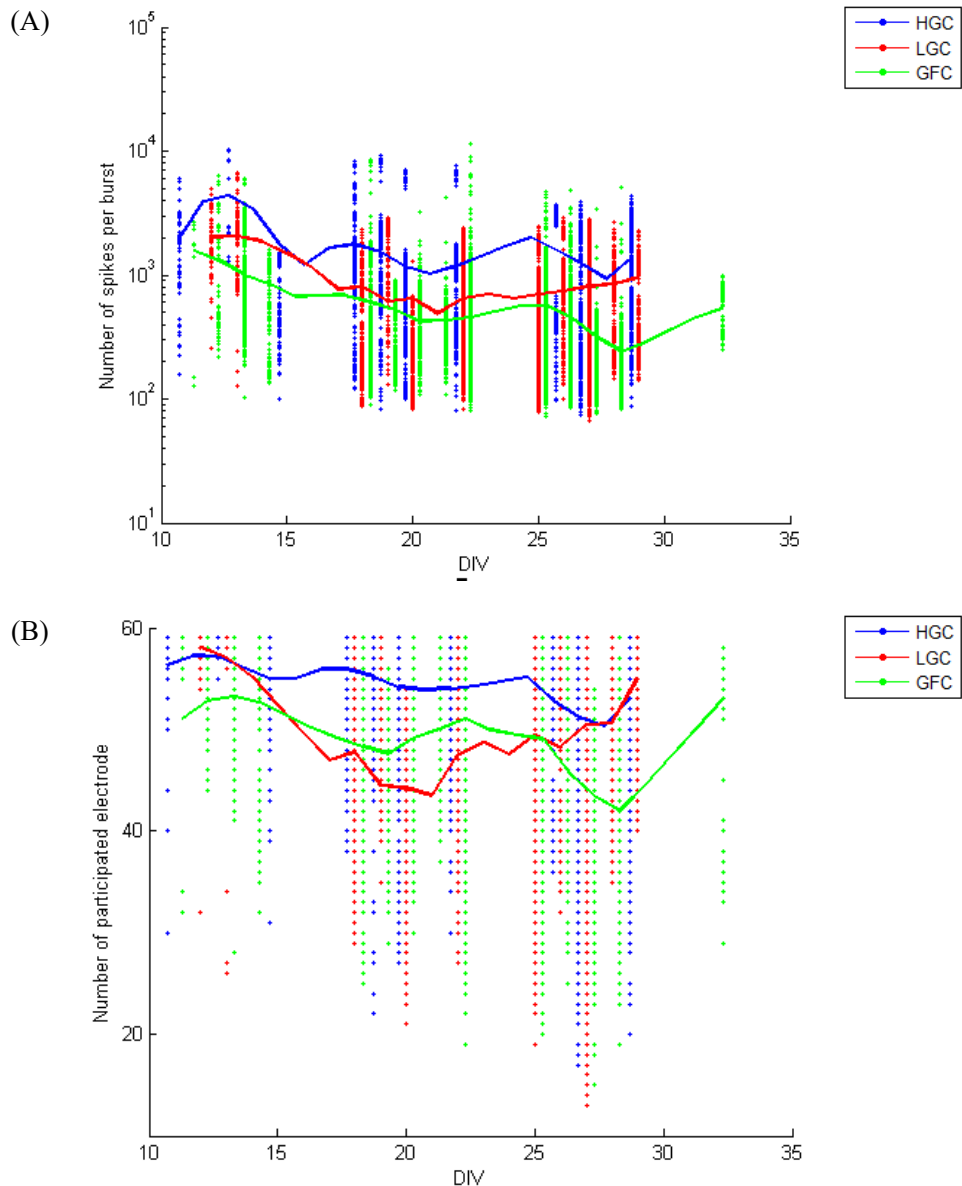 (A)
10^5
10^4
10^3
10^2
10^1
Number of spikes per burst
10 15 20 25 30 35
DIV
HGC
LGC
GFC
(B)
60
40
20
Number of participated electrode
10 15 20 25 30 35
DIV
HGC
LGC
GFC